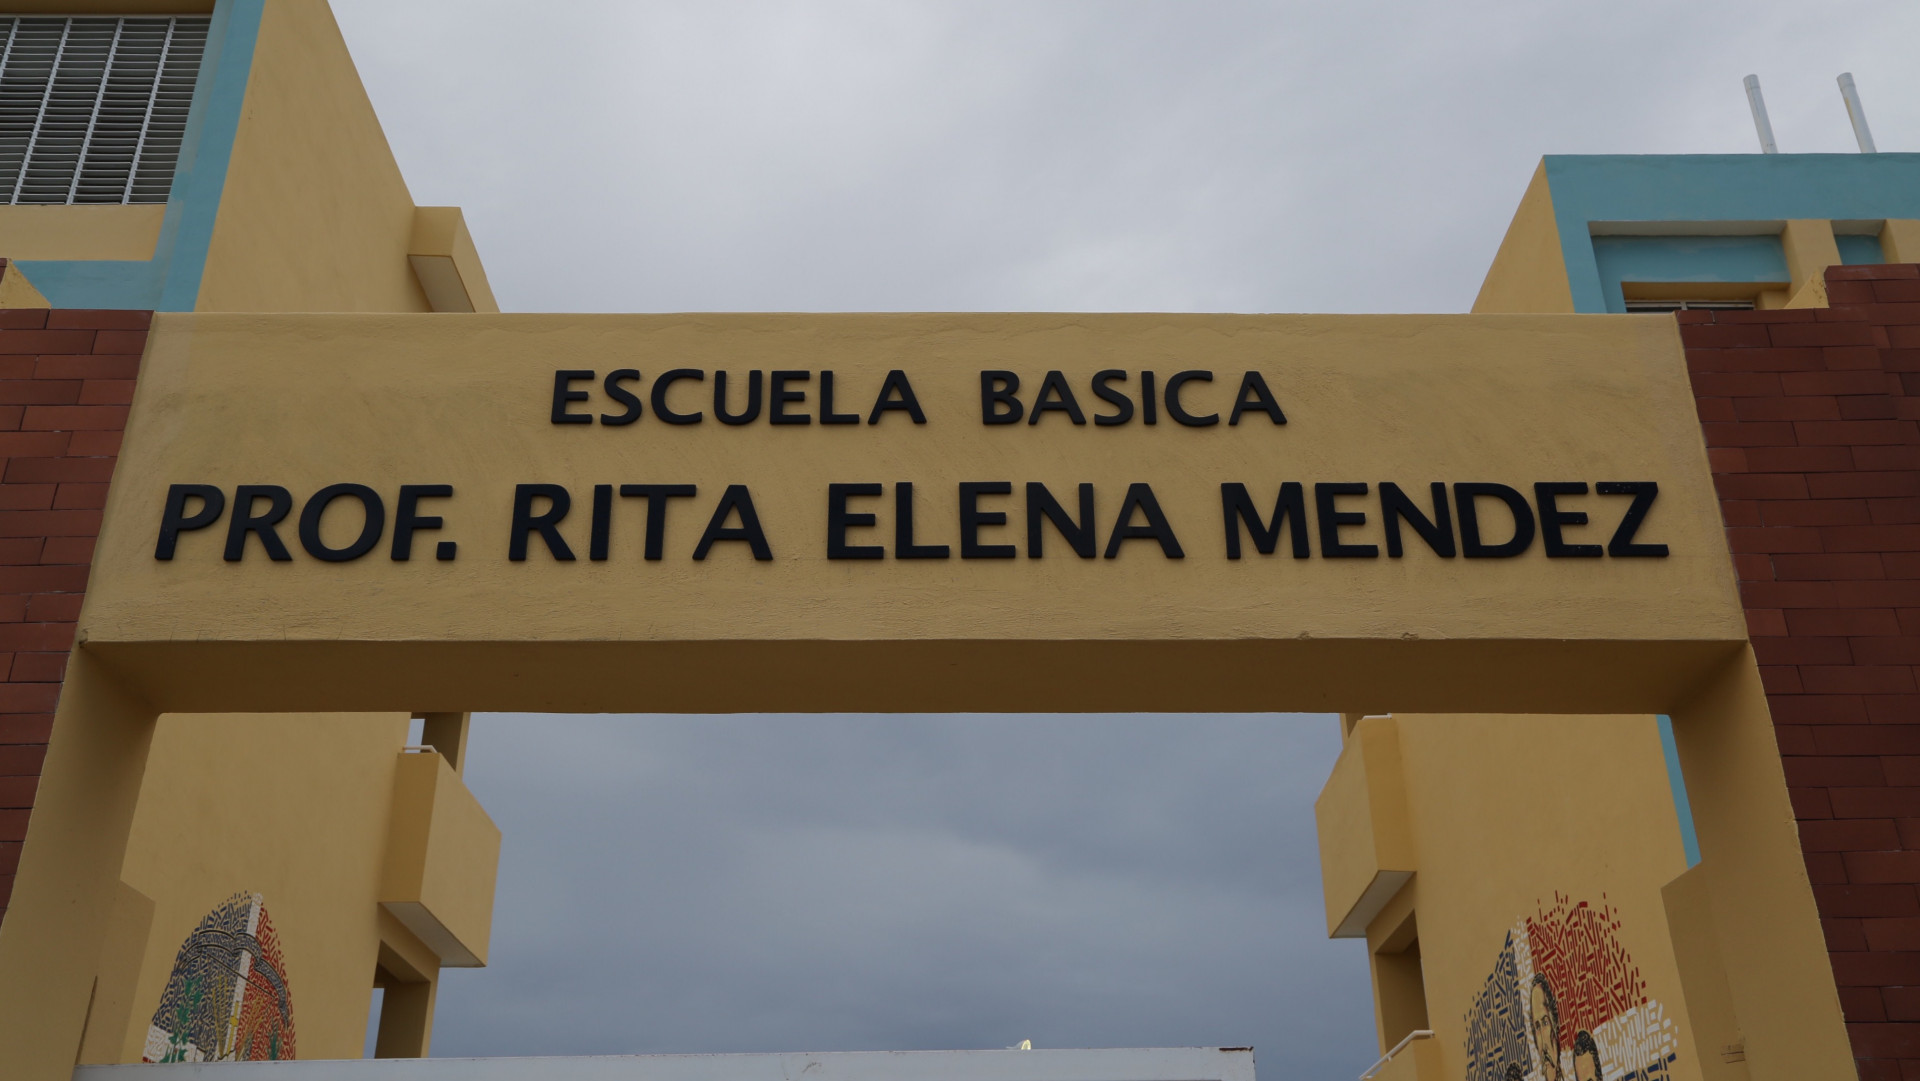 ESCUELA BASICA
PROF. RITA ELENA MENDEZ